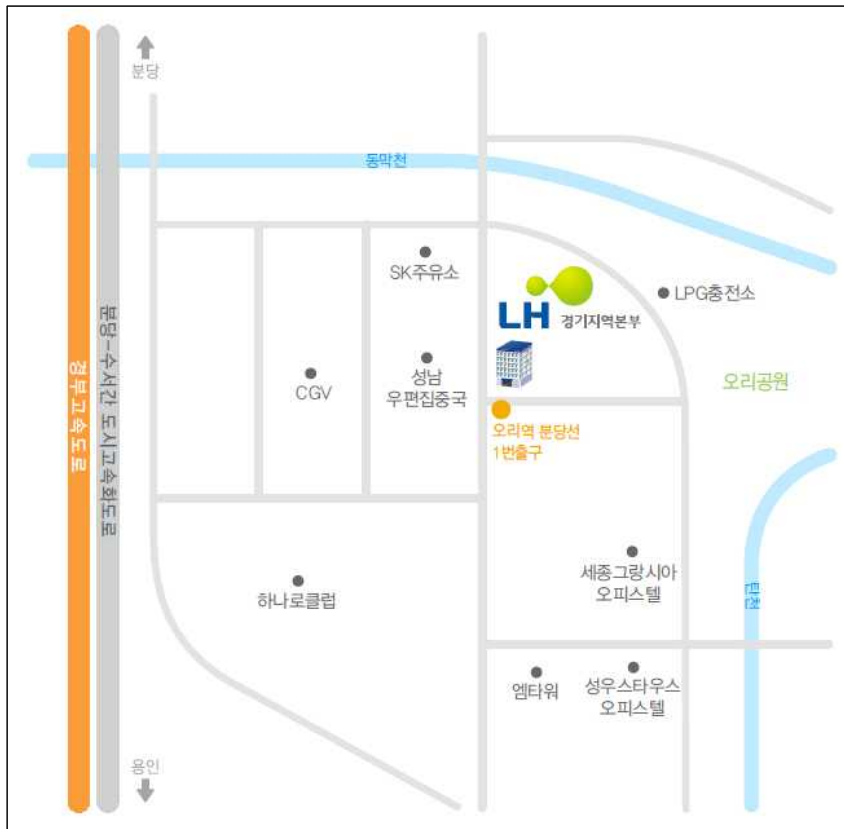 분당
동막천
SK주유소
LH 경기지역본부
LPG충전소
CGV
성남
우편집중국
오리공원
오리역 분당선
1번출구
경부고속도로
분당-수서간 도시고속화도로
세종그랑시아
오피스텔
하나로클럽
탄천
엠타워
성우스타우스
오피스텔
용인